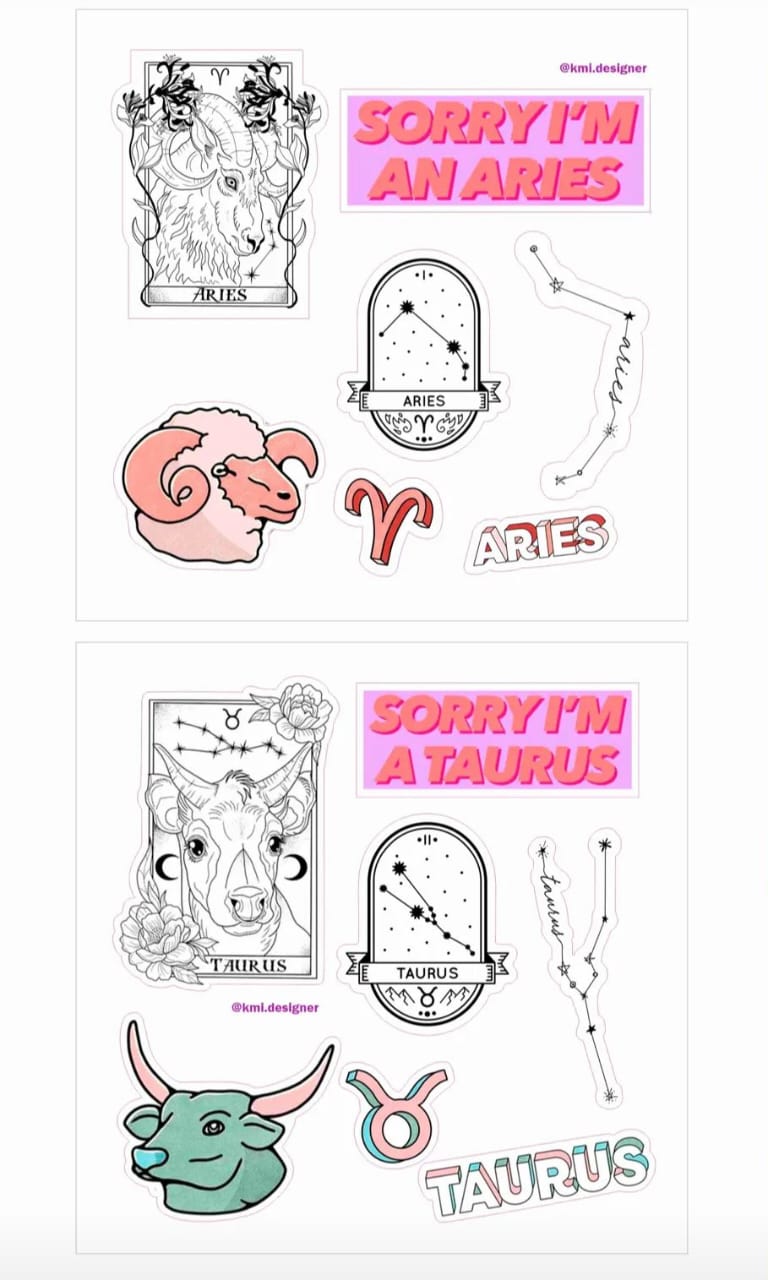 @kmi.designer
♈
ARIES
SORRY I'M
AN ARIES
I
ARIES
♈
aries
♈
ARIES
♉
TAURUS
SORRY I'M
A TAURUS
II
TAURUS
♉
taurus
@kmi.designer
♉
TAURUS